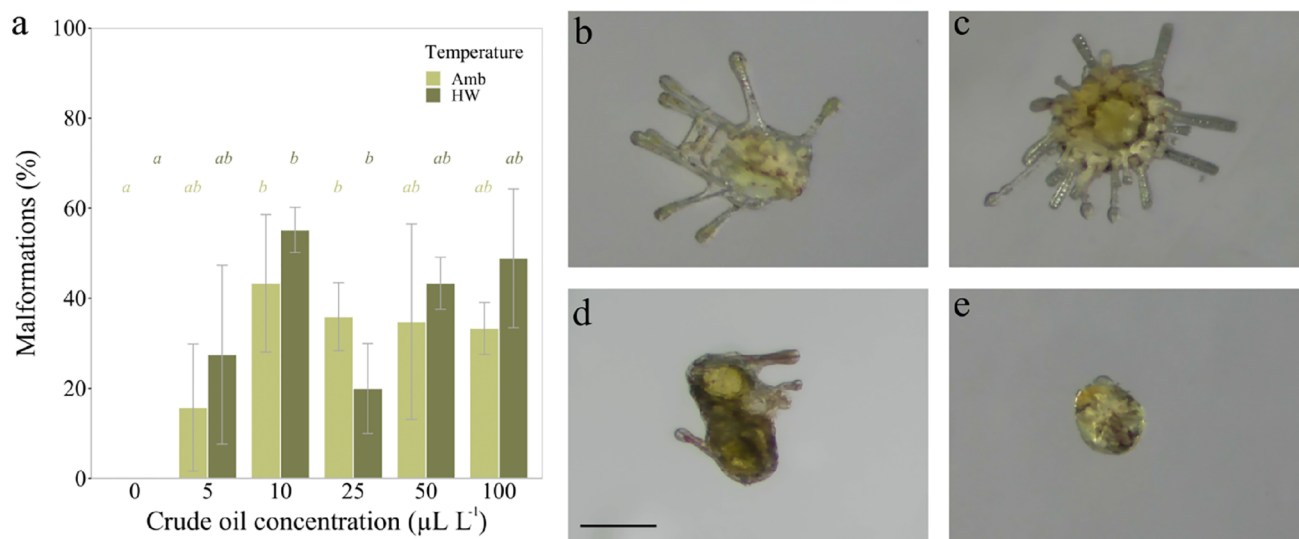 a
Malformations (%)
100
80
60
40
20
0
Temperature
Amb
HW
a ab b b ab ab
a ab b b ab ab
0 5 10 25 50 100
Crude oil concentration (µL L⁻¹)
b
c
d
e